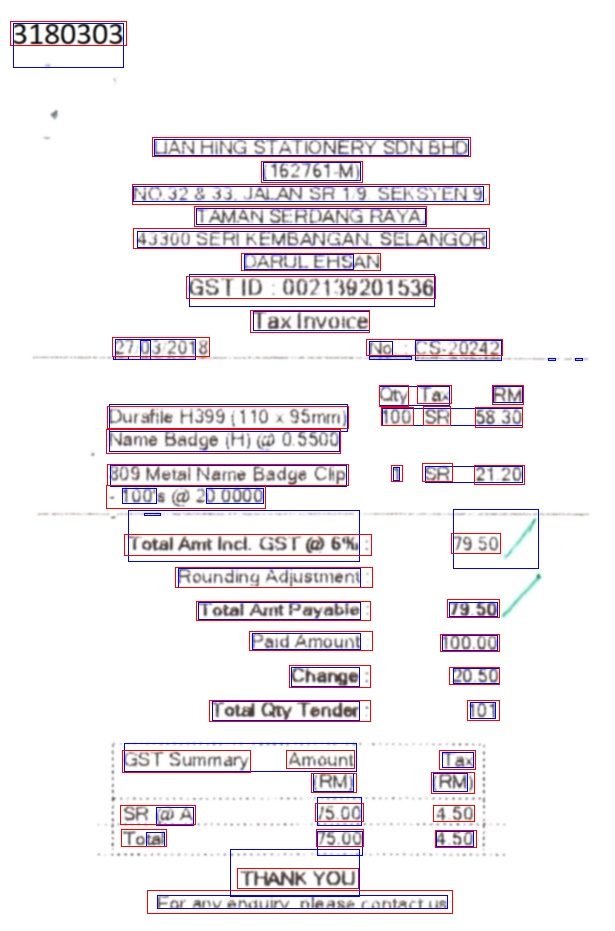 3180303
LIAN HING STATIONERY SDN BHD
(162761-M)
NO.32 & 33, JALAN SR 1/9, SEKSYEN 9,
TAMAN SERDANG RAYA,
43300 SERI KEMBANGAN, SELANGOR
DARUL EHSAN
GST ID : 002139201536
Tax Invoice
27/03/2018 No. : CS-20242
Qty Tax RM
Durafile H399 (110 x 95mm) 100 SR 58.30
Name Badge (H) @ 0.5500
809 Metal Name Badge Clip 1 SR 21.20
- 100's @ 20.0000
Total Amt Incl. GST @ 6% : 79.50
Rounding Adjustment :
Total Amt Payable : 79.50
Paid Amount : 100.00
Change : 20.50
Total Qty Tender : 101
GST Summary Amount Tax
(RM) (RM)
SR @ A 75.00 4.50
Total 75.00 4.50
THANK YOU
For any enquiry, please contact us